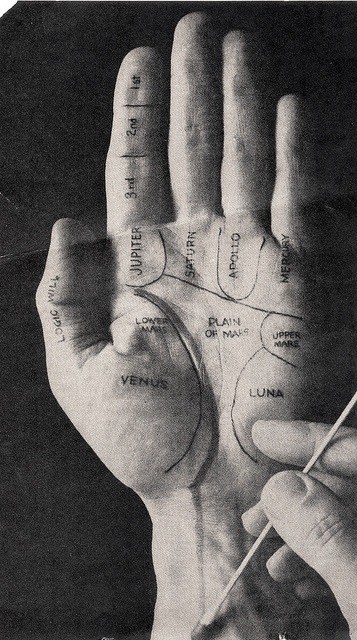 1st
2nd
3rd
JUPITER
SATURN
APOLLO
MERCURY
LOGIC WILL
LOWER
MARS
PLAIN
OF MARS
UPPER
MARS
VENUS
LUNA